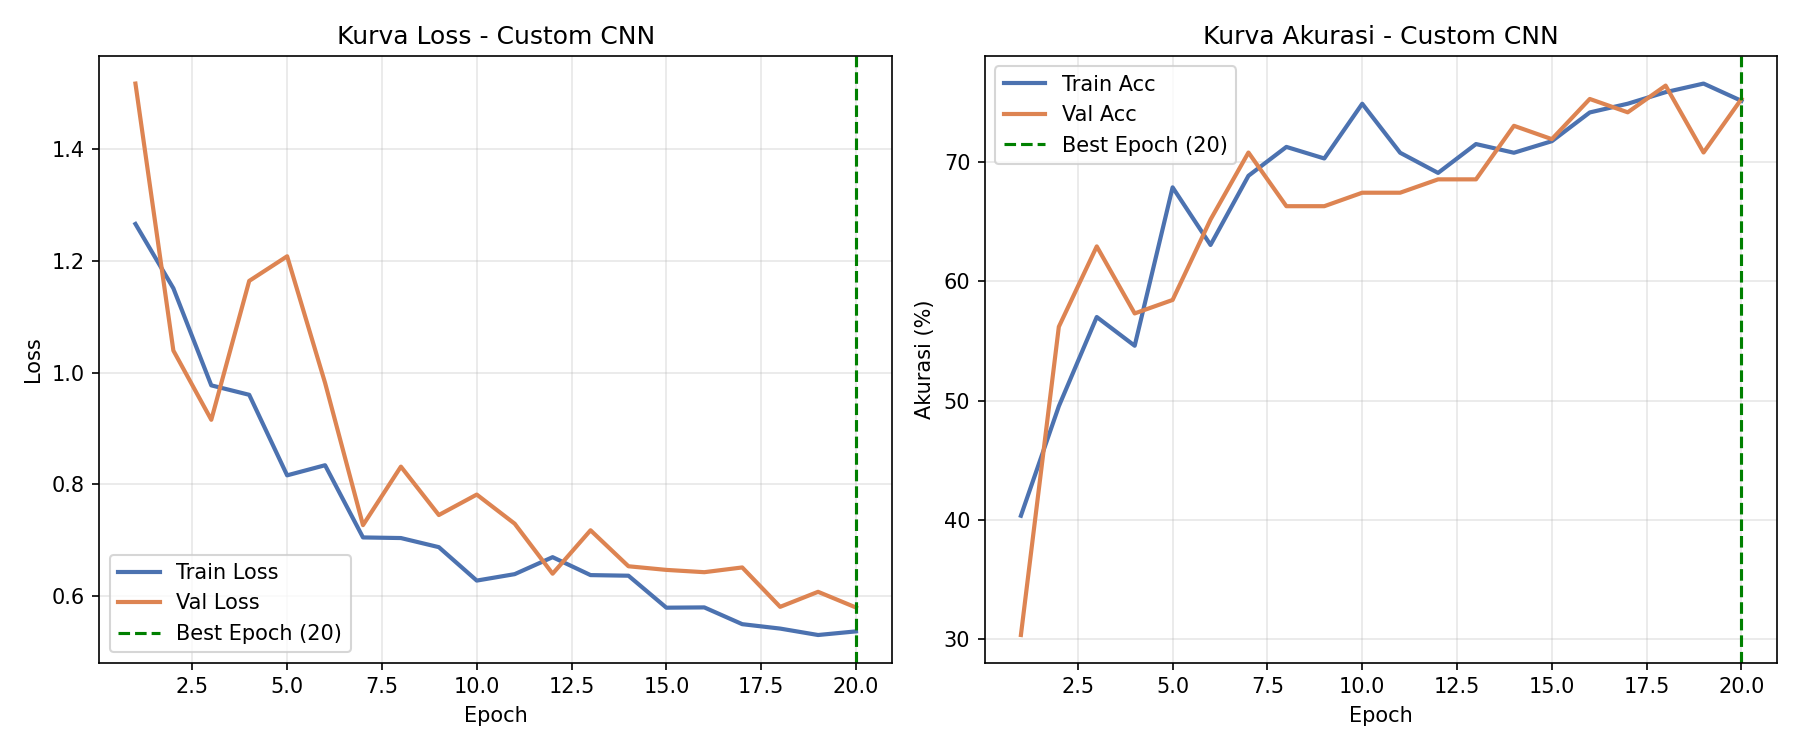 Kurva Loss - Custom CNN
Loss
1.4
1.2
1.0
0.8
0.6
Train Loss
Val Loss
Best Epoch (20)
2.5 5.0 7.5 10.0 12.5 15.0 17.5 20.0
Epoch
Kurva Akurasi - Custom CNN
Akurasi (%)
Train Acc
Val Acc
Best Epoch (20)
70
60
50
40
30
2.5 5.0 7.5 10.0 12.5 15.0 17.5 20.0
Epoch